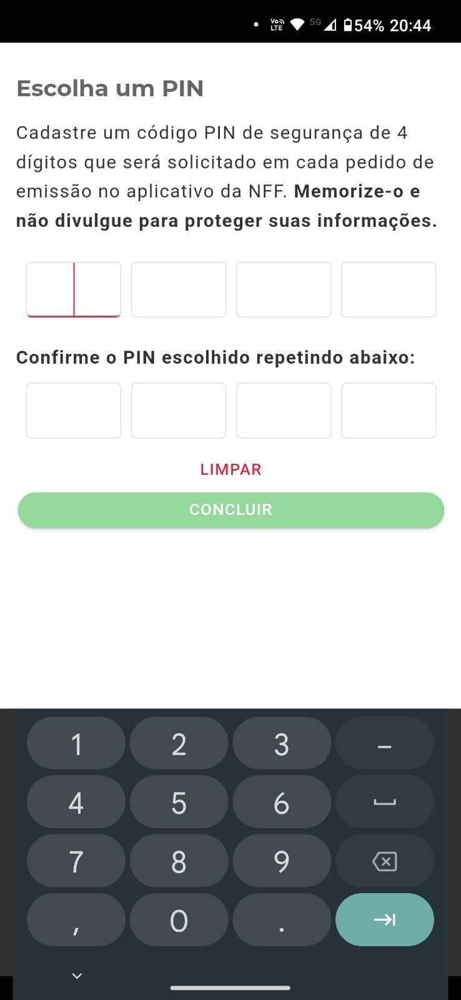 VoLTE 5G 54% 20:44
Escolha um PIN
Cadastre um código PIN de segurança de 4
dígitos que será solicitado em cada pedido de
emissão no aplicativo da NFF. Memorize-o e
não divulgue para proteger suas informações.
Confirme o PIN escolhido repetindo abaixo:
LIMPAR
CONCLUIR
1 2 3 –
4 5 6
7 8 9
, 0 .